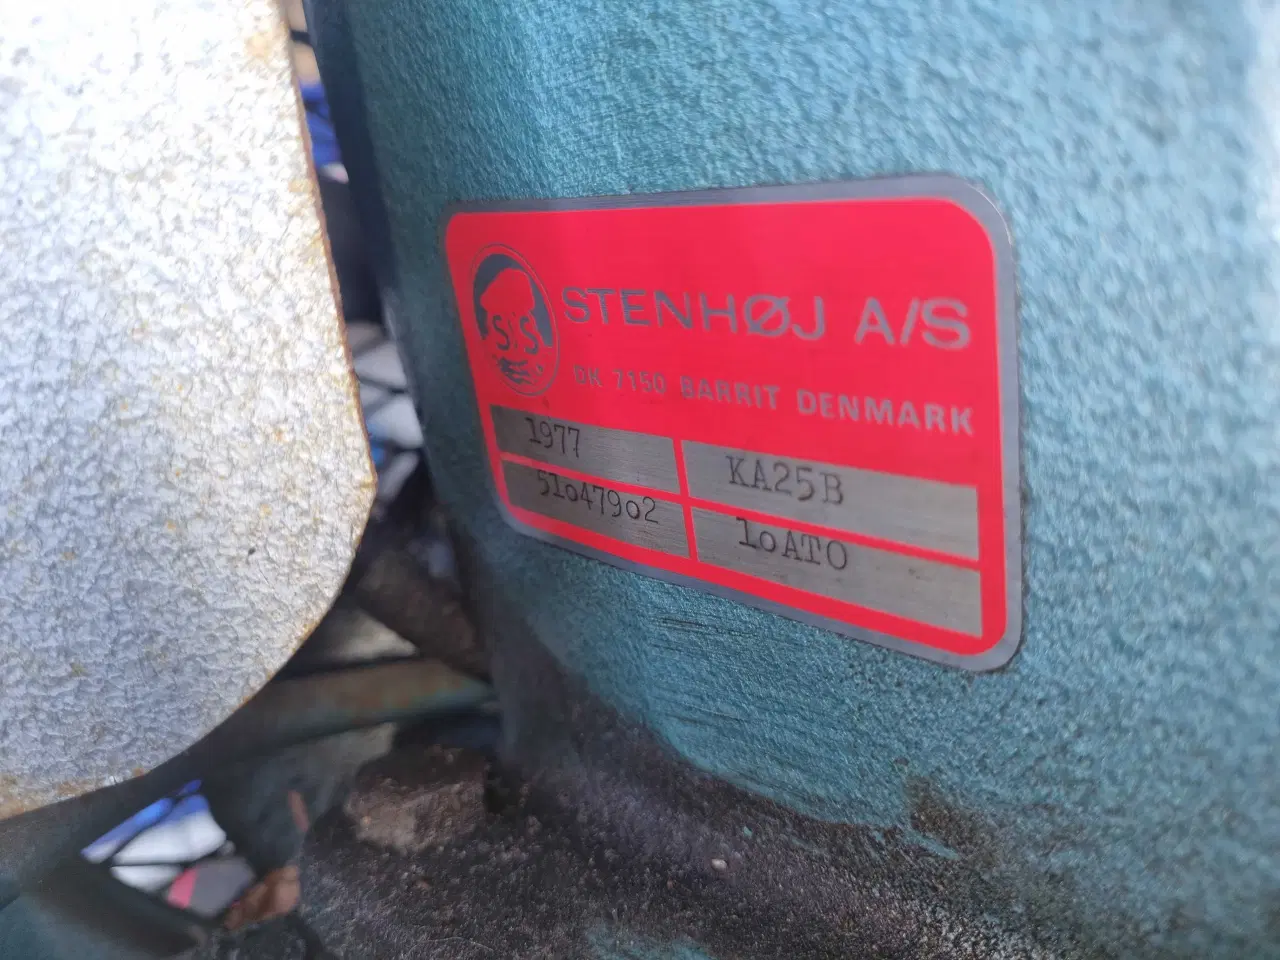 S S
STENHØJ A/S
DK 7150 BARRIT DENMARK
1977
KA25B
51o479o2
1oATO